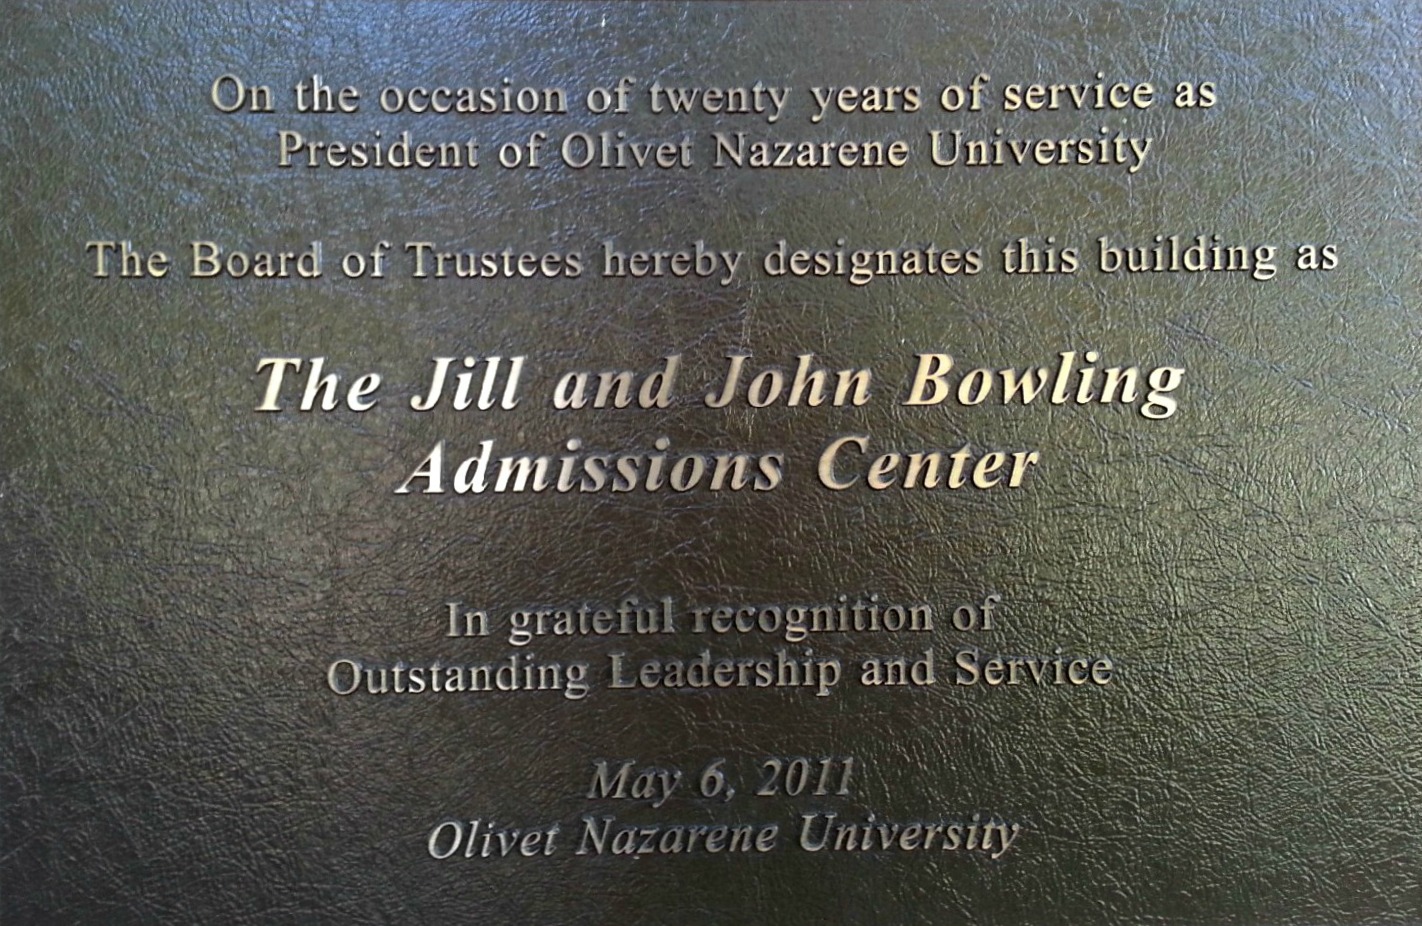 On the occasion of twenty years of service as
President of Olivet Nazarene University
The Board of Trustees hereby designates this building as
The Jill and John Bowling
Admissions Center
In grateful recognition of
Outstanding Leadership and Service
May 6, 2011
Olivet Nazarene University